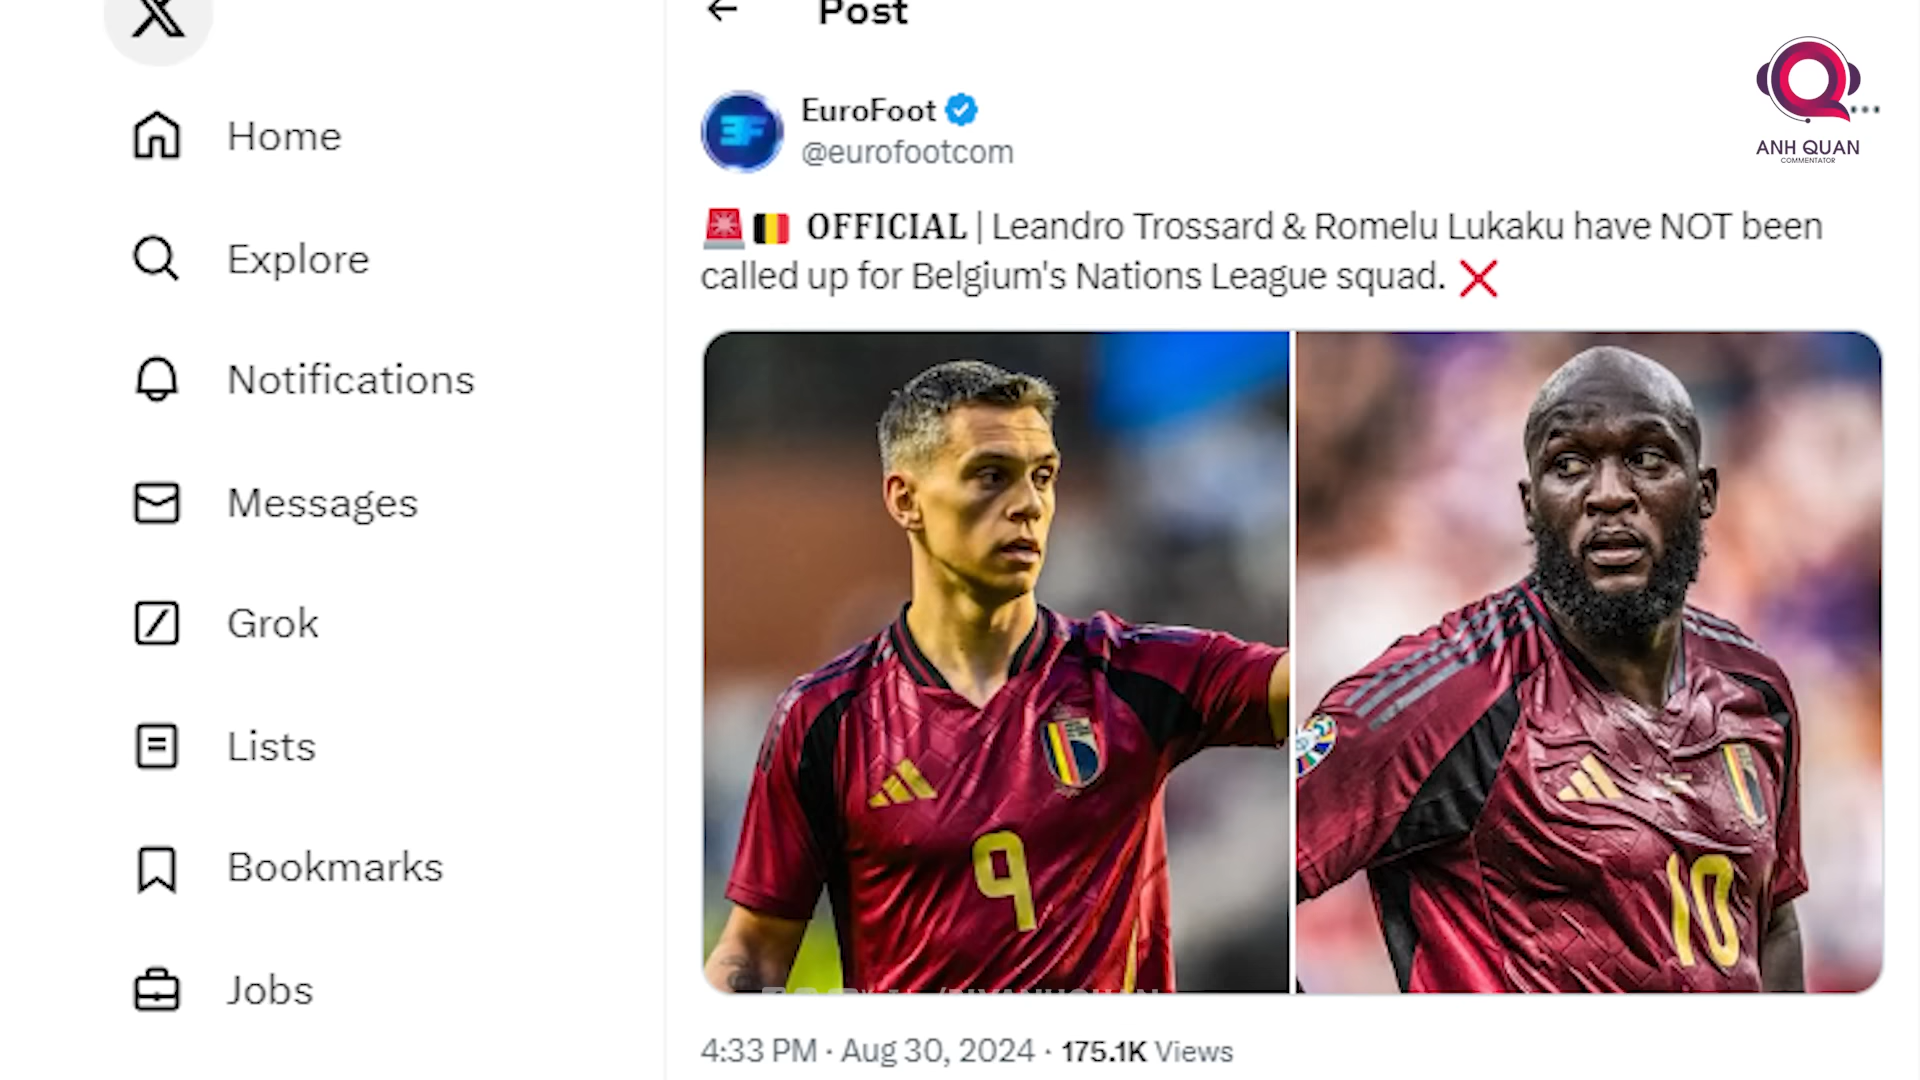 Post
EuroFoot
@eurofootcom
ANH QUAN
COMMENTATOR
Home
Explore
Notifications
Messages
Grok
Lists
Bookmarks
Jobs
OFFICIAL | Leandro Trossard & Romelu Lukaku have NOT been
called up for Belgium's Nations League squad.
9
10
4:33 PM · Aug 30, 2024 · 175.1K Views